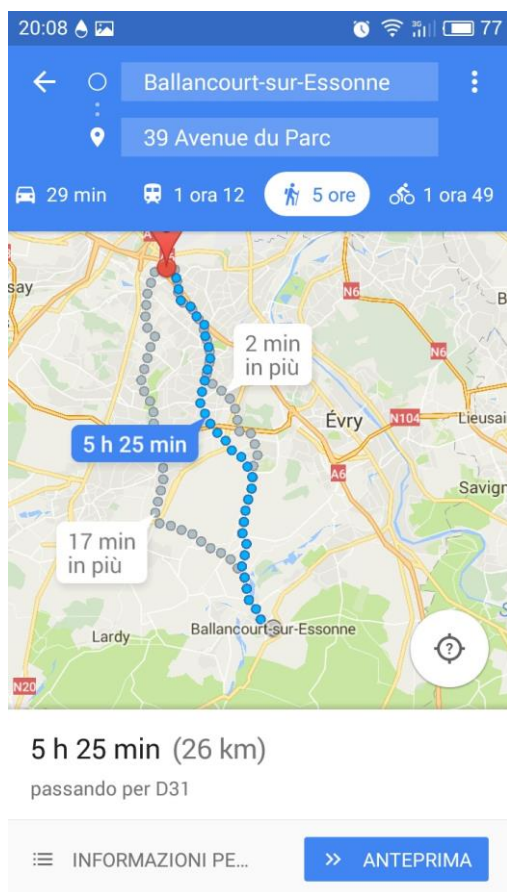 20:08 3G 77
Ballancourt-sur-Essonne
39 Avenue du Parc
29 min 1 ora 12 5 ore 1 ora 49
say
N6
B
2 min
in più
N6
Évry
N104
Lieusai
5 h 25 min
A6
Savign
17 min
in più
Lardy
Ballancourt-sur-Essonne
?
N20
5 h 25 min (26 km)
passando per D31
INFORMAZIONI PE...
ANTEPRIMA